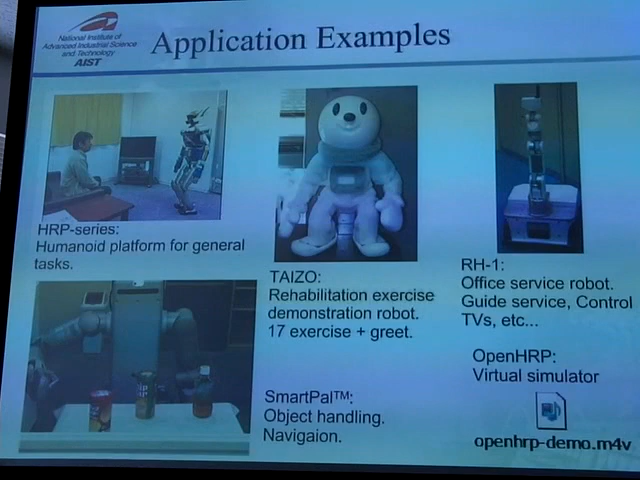 National Institute of
Advanced Industrial Science
and Technology
AIST
Application Examples
HRP-series:
Humanoid platform for general
tasks.
TAIZO:
Rehabilitation exercise
demonstration robot.
17 exercise + greet.
RH-1:
Office service robot.
Guide service, Control
TVs, etc...
SmartPal™:
Object handling.
Navigaion.
OpenHRP:
Virtual simulator
openhrp-demo.m4v